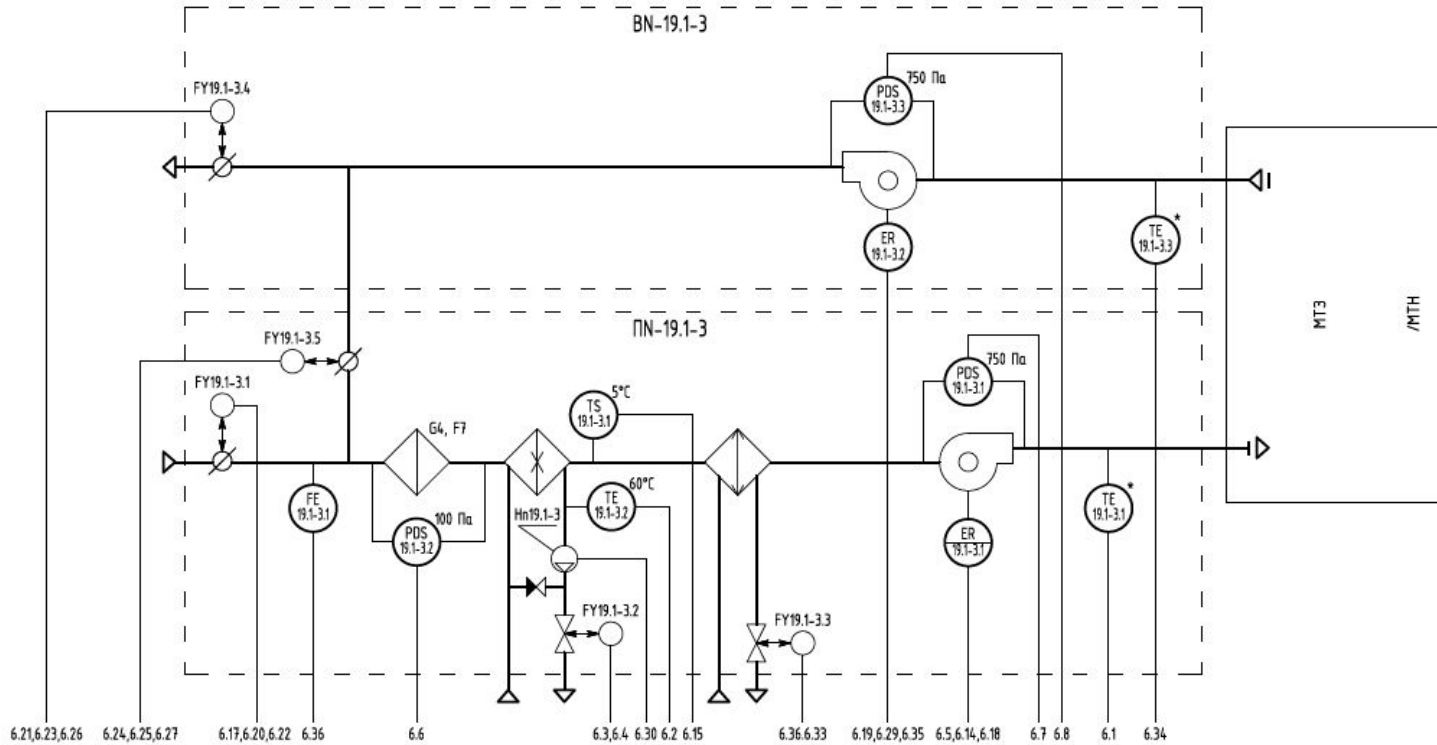 ВN-19.1-3
FY19.1-3.4
750 Па
PDS
19.1-3.3
ER
19.1-3.2
TE
19.1-3.3
*
МТЗ
/МТН
ПN-19.1-3
FY19.1-3.5
FY19.1-3.1
G4, F7
5°C
TS
19.1-3.1
750 Па
PDS
19.1-3.1
FE
19.1-3.1
100 Па
PDS
19.1-3.2
Нп19.1-3
60°C
TE
19.1-3.2
ER
19.1-3.1
TE
19.1-3.1
*
FY19.1-3.2
FY19.1-3.3
6.21,6.23,6.26 6.24,6.25,6.27 6.17,6.20,6.22 6.36 6.6 6.3,6.4 6.30 6.2 6.15 6.36.6.33 6.19,6.29,6.35 6.5,6.14,6.18 6.7 6.8 6.1 6.34